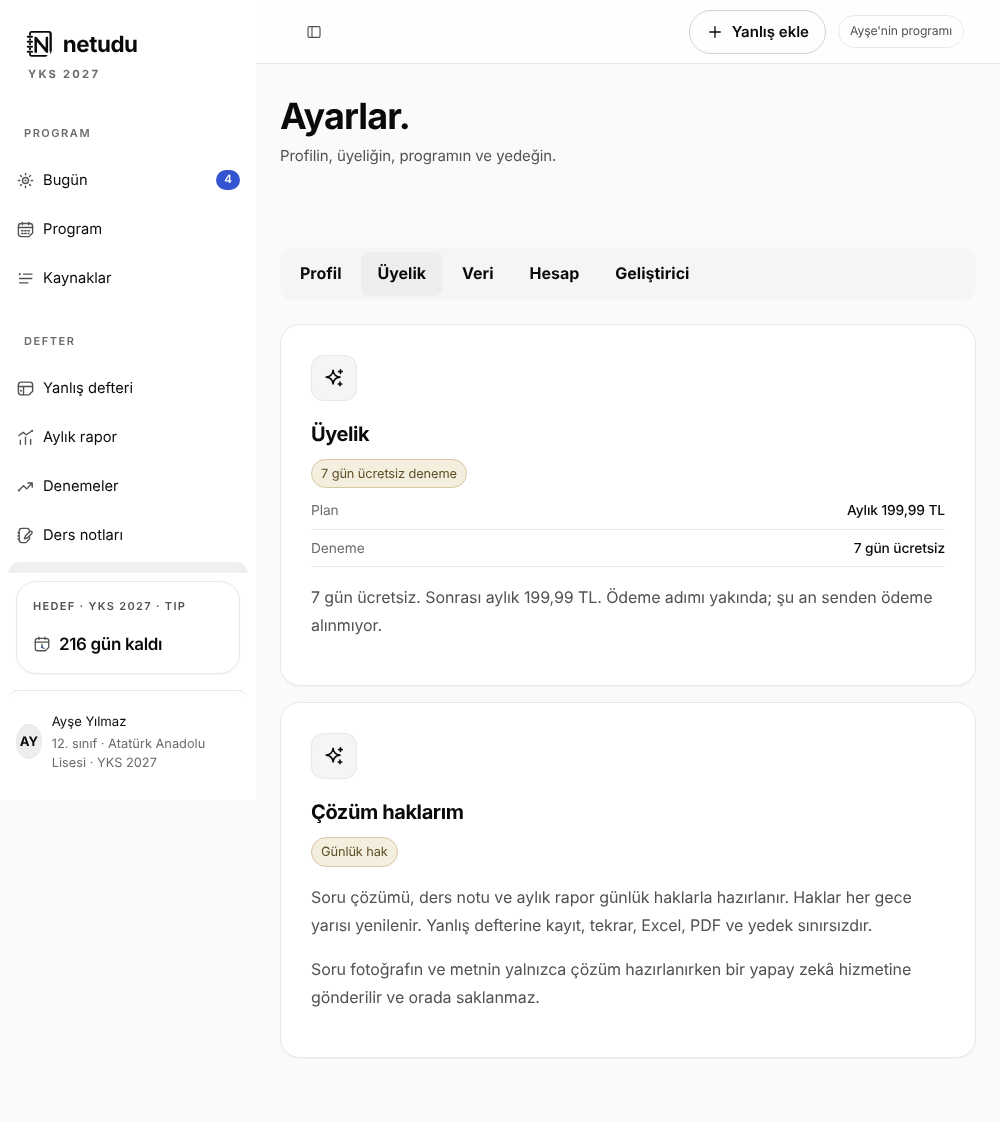 netudu
YKS 2027
PROGRAM
Bugün
4
Program
Kaynaklar
DEFTER
Yanlış defteri
Aylık rapor
Denemeler
Ders notları
HEDEF · YKS 2027 · TIP
216 gün kaldı
AY
Ayşe Yılmaz
12. sınıf · Atatürk Anadolu
Lisesi · YKS 2027
Yanlış ekle
Ayşe'nin programı
Ayarlar.
Profilin, üyeliğin, programın ve yedeğin.
Profil
Üyelik
Veri
Hesap
Geliştirici
Üyelik
7 gün ücretsiz deneme
Plan
Aylık 199,99 TL
Deneme
7 gün ücretsiz
7 gün ücretsiz. Sonrası aylık 199,99 TL. Ödeme adımı yakında; şu an senden ödeme
alınmıyor.
Çözüm haklarım
Günlük hak
Soru çözümü, ders notu ve aylık rapor günlük haklarla hazırlanır. Haklar her gece
yarısı yenilenir. Yanlış defterine kayıt, tekrar, Excel, PDF ve yedek sınırsızdır.
Soru fotoğrafın ve metnin yalnızca çözüm hazırlanırken bir yapay zekâ hizmetine
gönderilir ve orada saklanmaz.